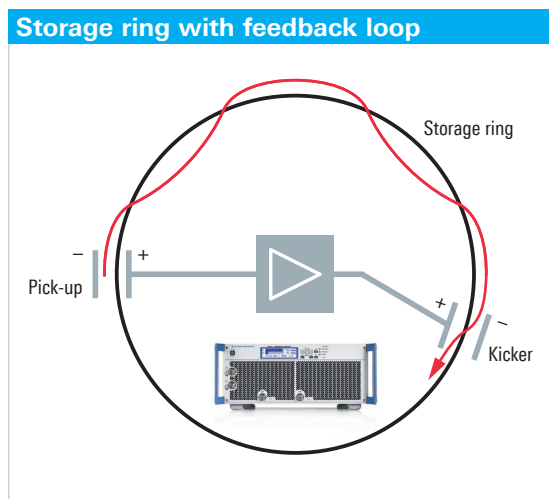 Storage ring with feedback loop
Storage ring
– +
Pick-up
+ –
Kicker